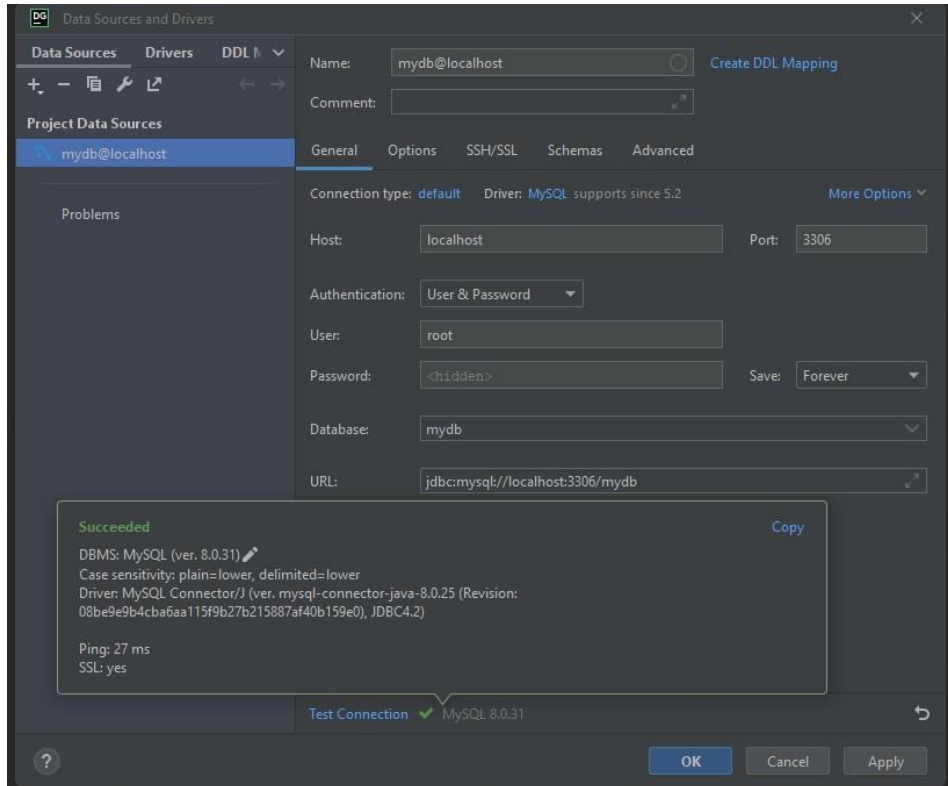 DG Data Sources and Drivers
Data Sources Drivers DDL
Project Data Sources
mydb@localhost
Problems
Name: mydb@localhost Create DDL Mapping
Comment:
General Options SSH/SSL Schemas Advanced
Connection type: default Driver: MySQL supports since 5.2 More Options
Host: localhost Port: 3306
Authentication: User & Password
User: root
Password: <hidden> Save: Forever
Database: mydb
URL: jdbc:mysql://localhost:3306/mydb
Succeeded Copy
DBMS: MySQL (ver. 8.0.31)
Case sensitivity: plain=lower, delimited=lower
Driver: MySQL Connector/J (ver. mysql-connector-java-8.0.25 (Revision:
08be9e9b4cba6aa115f9b27b215887af40b159e0), JDBC4.2)
Ping: 27 ms
SSL: yes
Test Connection MySQL 8.0.31
? OK Cancel Apply